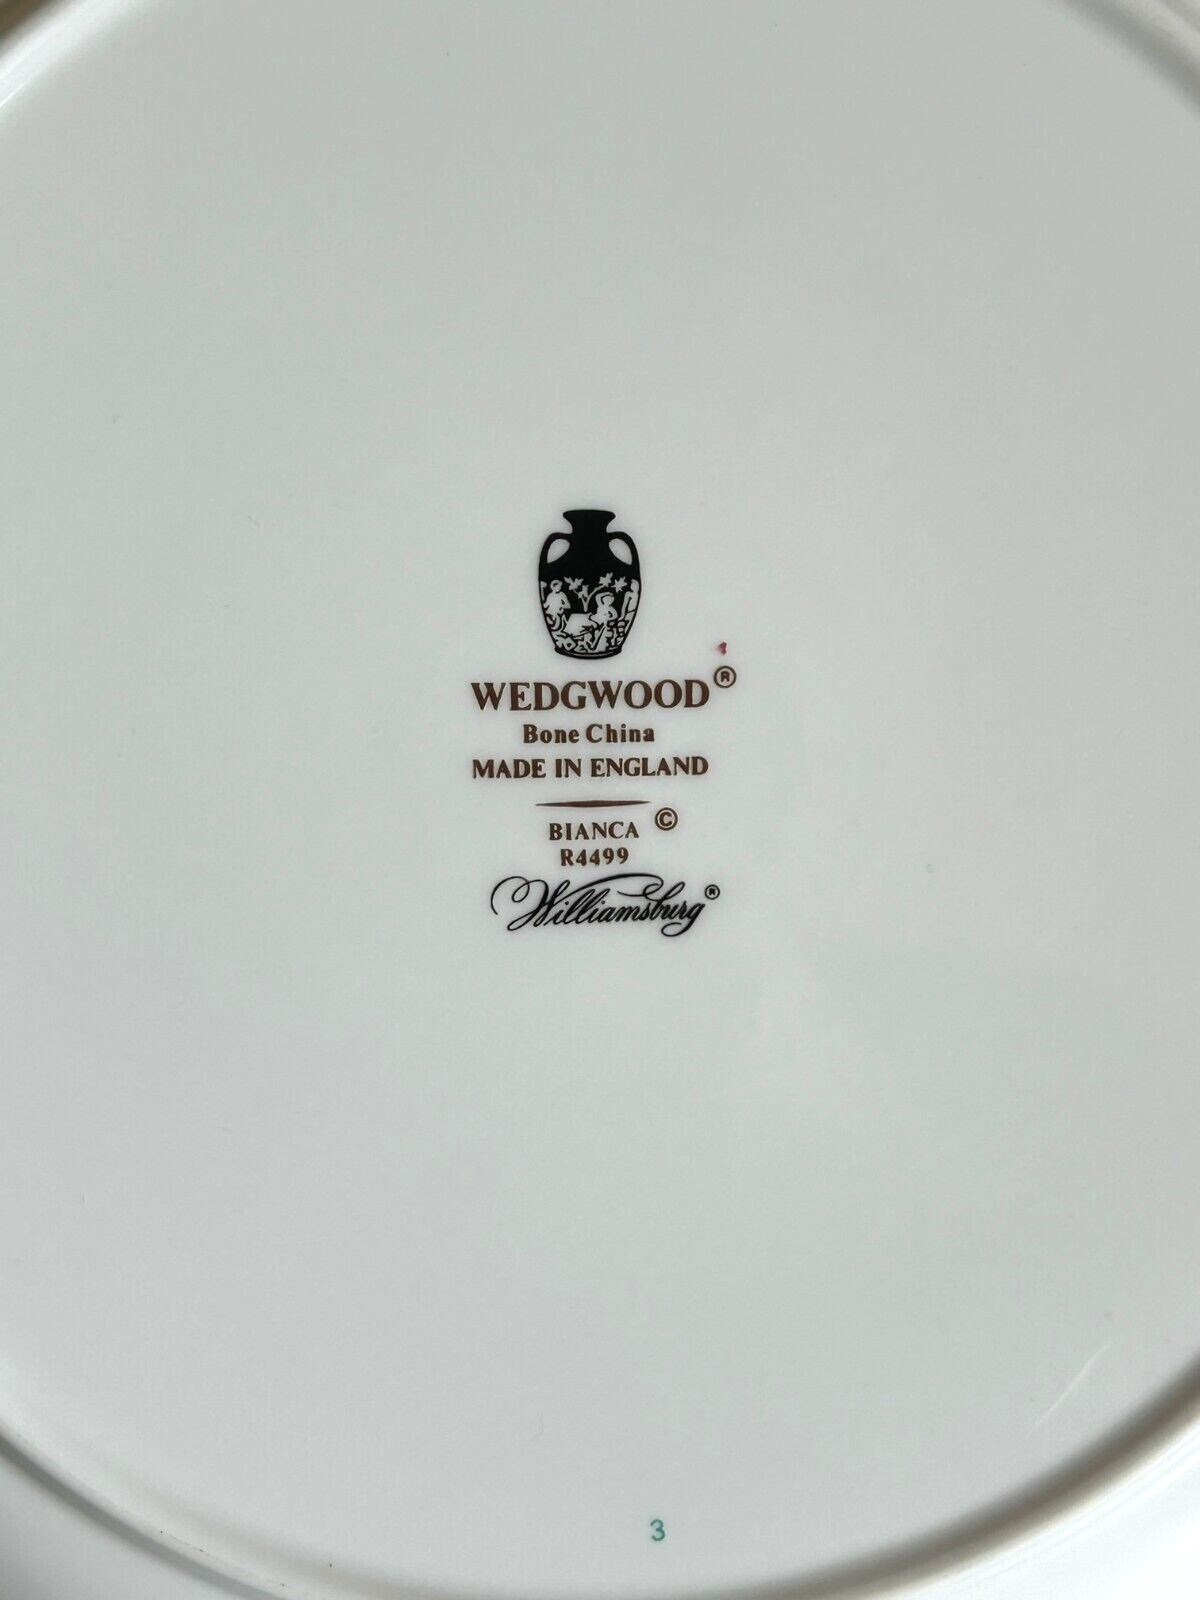 WEDGWOOD®
Bone China
MADE IN ENGLAND
BIANCA ©
R4499
Williamsburg®
3